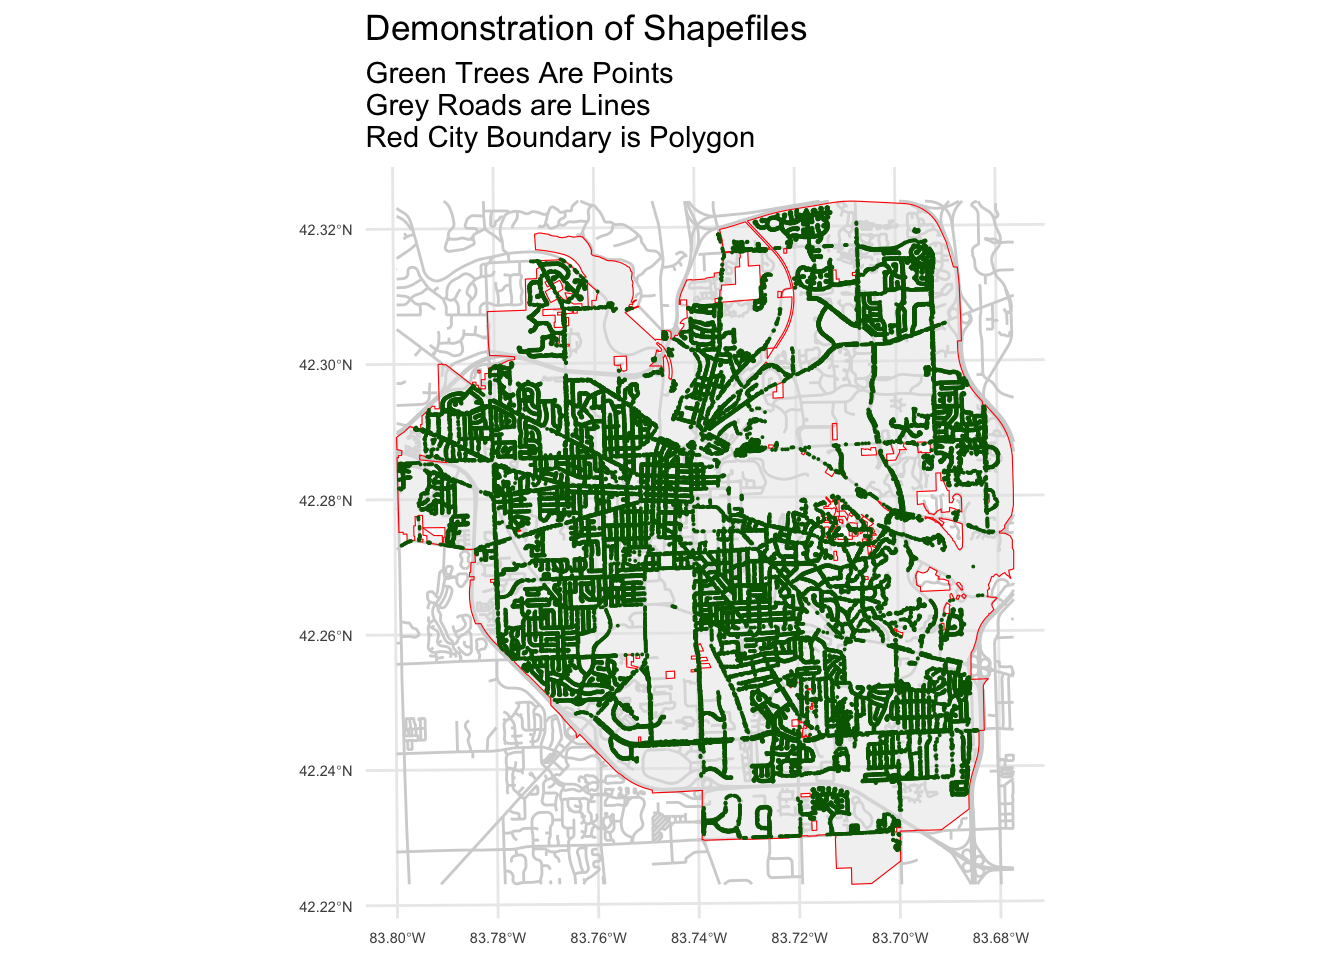 Demonstration of Shapefiles
Green Trees Are Points
Grey Roads are Lines
Red City Boundary is Polygon
42.32°N
42.30°N
42.28°N
42.26°N
42.24°N
42.22°N
83.80°W 83.78°W 83.76°W 83.74°W 83.72°W 83.70°W 83.68°W